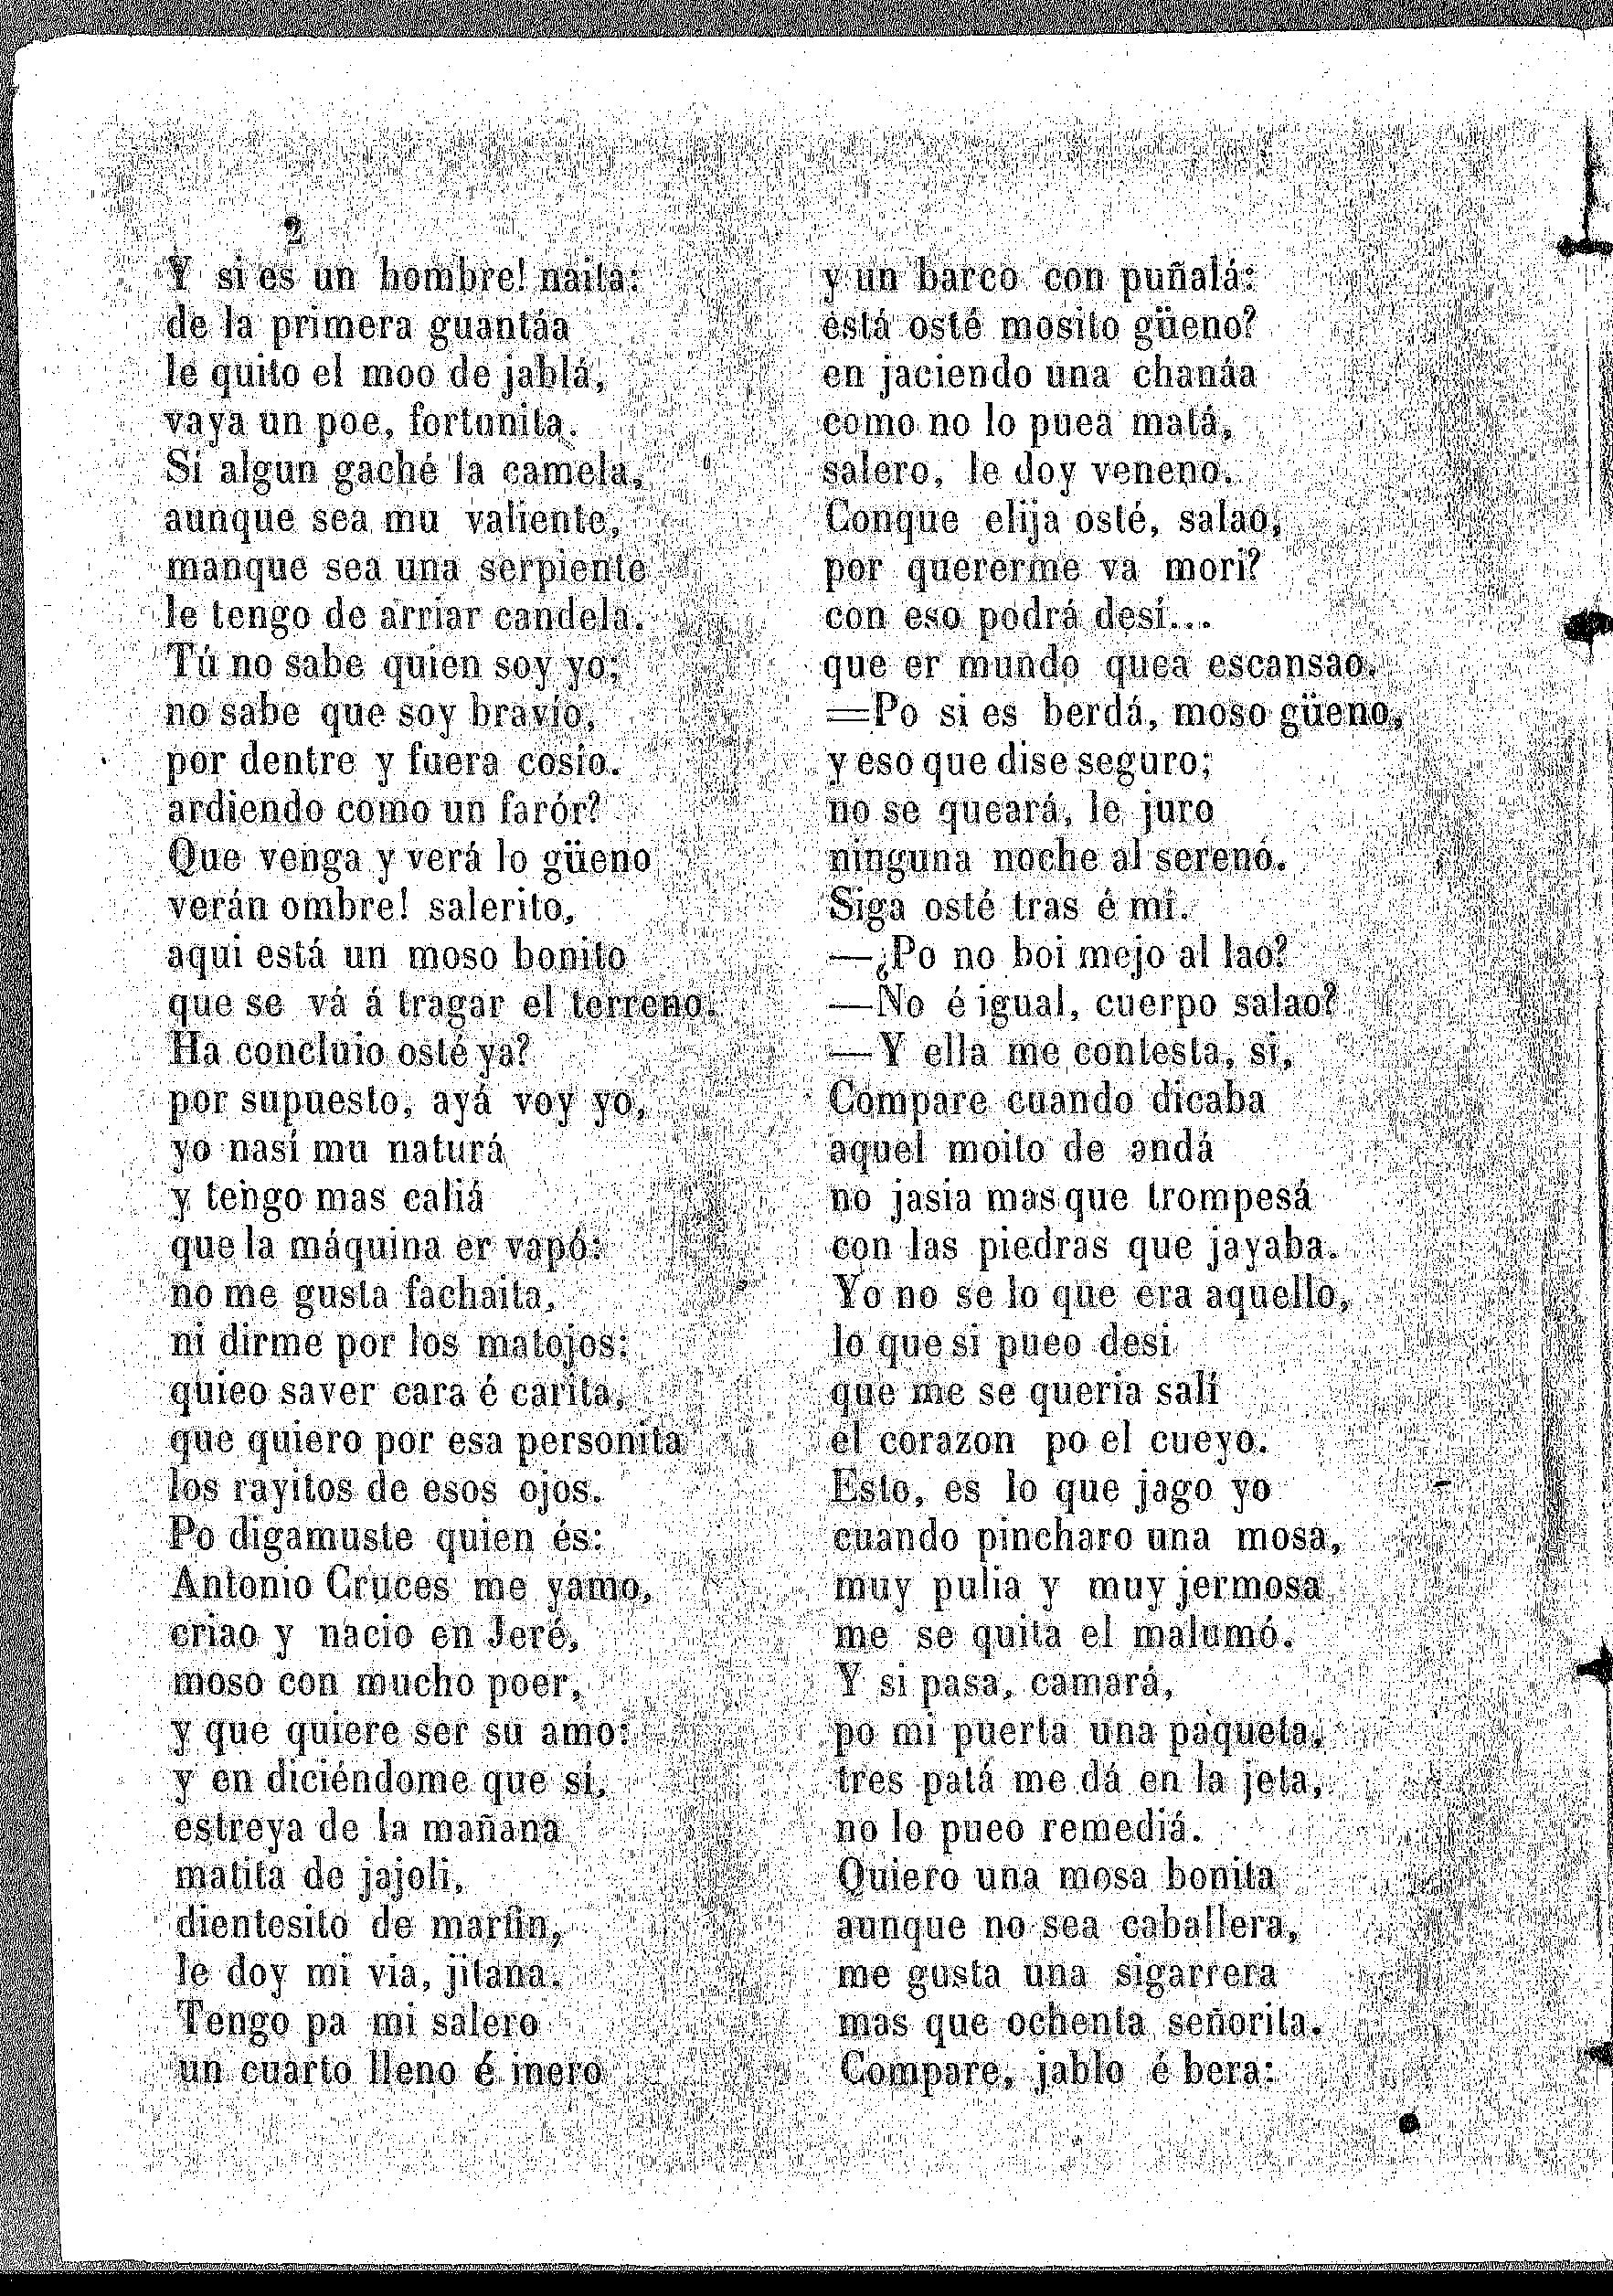 2
Y si es un hombre! naita:
de la primera guantáa
le quito el moo de jablá,
vaya un poe, fortunita.
Si algun gaché la camela,
aunque sea mu valiente,
manque sea una serpiente
le tengo de arriar candela.
Tú no sabe quien soy yo;
no sabe que soy bravío,
por dentre y fuera cosio.
ardiendo como un farór?
Que venga y verá lo güeno
verán ombre! salerito,
aqui está un moso bonito
que se vá á tragar el terreno.
Ha concluio osté ya?
por supuesto, ayá voy yo,
yo nasí mu naturá
y tengo mas caliá
que la máquina er vapó:
no me gusta fachaita,
ni dirme por los matojos:
quieo saver cara é carita,
que quiero por esa personita
los rayitos de esos ojos.
Po digamuste quien és:
Antonio Cruces me yamo,
criao y nacio en Jeré,
moso con mucho poer,
y que quiere ser su amo:
y en diciéndome que si,
estreya de la mañana
matita de jajoli,
dientesito de marfin,
le doy mi via, jitana.
Tengo pa mi salero
un cuarto lleno é inero
y un barco con puñalá:
está osté mosito güeno?
en jaciendo una chanáa
como no lo puea matá,
salero, le doy veneno.
Conque elija osté, salao,
por quererme va mori?
con eso podrá desí...
que er mundo quea escansao.
=Po si es berdá, moso güeno,
y eso que dise seguro;
no se queará, le juro
ninguna noche al serenó.
Siga osté tras é mí.
—¿Po no boi mejo al lao?
—No é igual, cuerpo salao?
—Y ella me contesta, si,
Compare cuando dicaba
aquel moito de andá
no jasia mas que trompesá
con las piedras que jayaba.
Yo no se lo que era aquello,
lo que si pueo desi
que me se queria salí
el corazon po el cueyo.
Esto, es lo que jago yo
cuando pincharo una mosa,
muy pulia y muy jermosa
me se quita el malumó.
Y si pasa, camará,
po mi puerta una paqueta,
tres patá me dá en la jeta,
no lo pueo remediá.
Quiero una mosa bonita
aunque no sea caballera,
me gusta una sigarrera
mas que ochenta señorita.
Compare, jablo é bera: